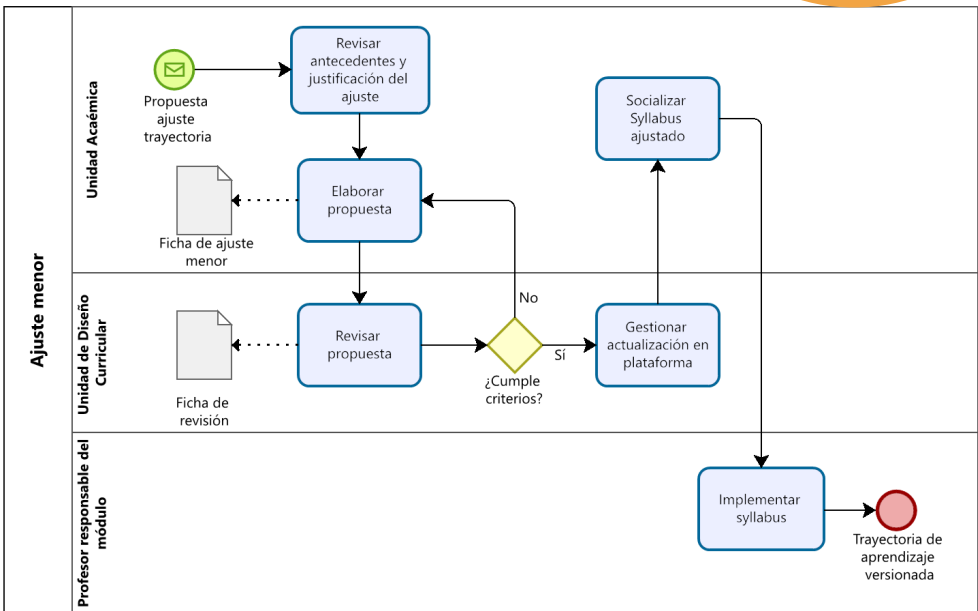 Ajuste menor
Unidad Acaémica
Propuesta
ajuste
trayectoria
Revisar
antecedentes y
justificación del
ajuste
Elaborar
propuesta
Ficha de ajuste
menor
Socializar
Syllabus
ajustado
Unidad de Diseño
Curricular
Revisar
propuesta
Ficha de
revisión
¿Cumple
criterios?
No
Sí
Gestionar
actualización en
plataforma
Profesor responsable del
módulo
Implementar
syllabus
Trayectoria de
aprendizaje
versionada